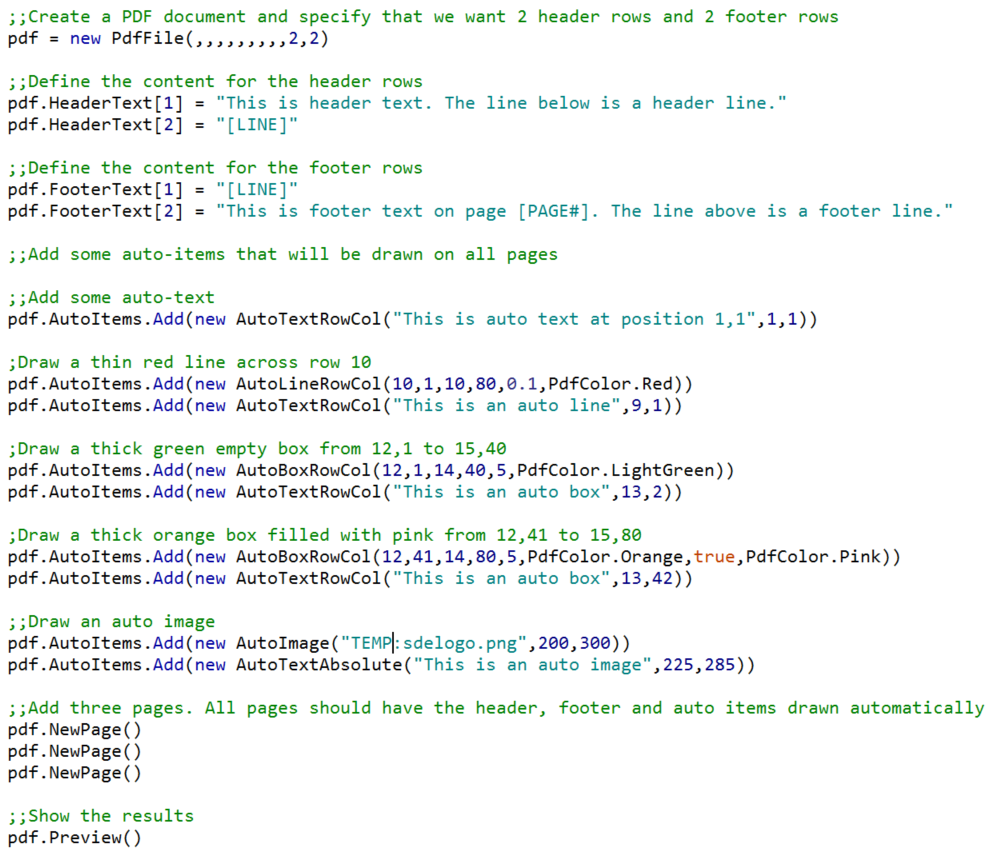 ;;Create a PDF document and specify that we want 2 header rows and 2 footer rows
pdf = new PdfFile(,,,,,,,,,2,2)

;;Define the content for the header rows
pdf.HeaderText[1] = "This is header text. The line below is a header line."
pdf.HeaderText[2] = "[LINE]"

;;Define the content for the footer rows
pdf.FooterText[1] = "[LINE]"
pdf.FooterText[2] = "This is footer text on page [PAGE#]. The line above is a footer line."

;;Add some auto-items that will be drawn on all pages

;;Add some auto-text
pdf.AutoItems.Add(new AutoTextRowCol("This is auto text at position 1,1",1,1))

;Draw a thin red line across row 10
pdf.AutoItems.Add(new AutoLineRowCol(10,1,10,80,0.1,PdfColor.Red))
pdf.AutoItems.Add(new AutoTextRowCol("This is an auto line",9,1))

;Draw a thick green empty box from 12,1 to 15,40
pdf.AutoItems.Add(new AutoBoxRowCol(12,1,14,40,5,PdfColor.LightGreen))
pdf.AutoItems.Add(new AutoTextRowCol("This is an auto box",13,2))

;Draw a thick orange box filled with pink from 12,41 to 15,80
pdf.AutoItems.Add(new AutoBoxRowCol(12,41,14,80,5,PdfColor.Orange,true,PdfColor.Pink))
pdf.AutoItems.Add(new AutoTextRowCol("This is an auto box",13,42))

;;Draw an auto image
pdf.AutoItems.Add(new AutoImage("TEMP:sdelogo.png",200,300))
pdf.AutoItems.Add(new AutoTextAbsolute("This is an auto image",225,285))

;;Add three pages. All pages should have the header, footer and auto items drawn automatically
pdf.NewPage()
pdf.NewPage()
pdf.NewPage()

;;Show the results
pdf.Preview()